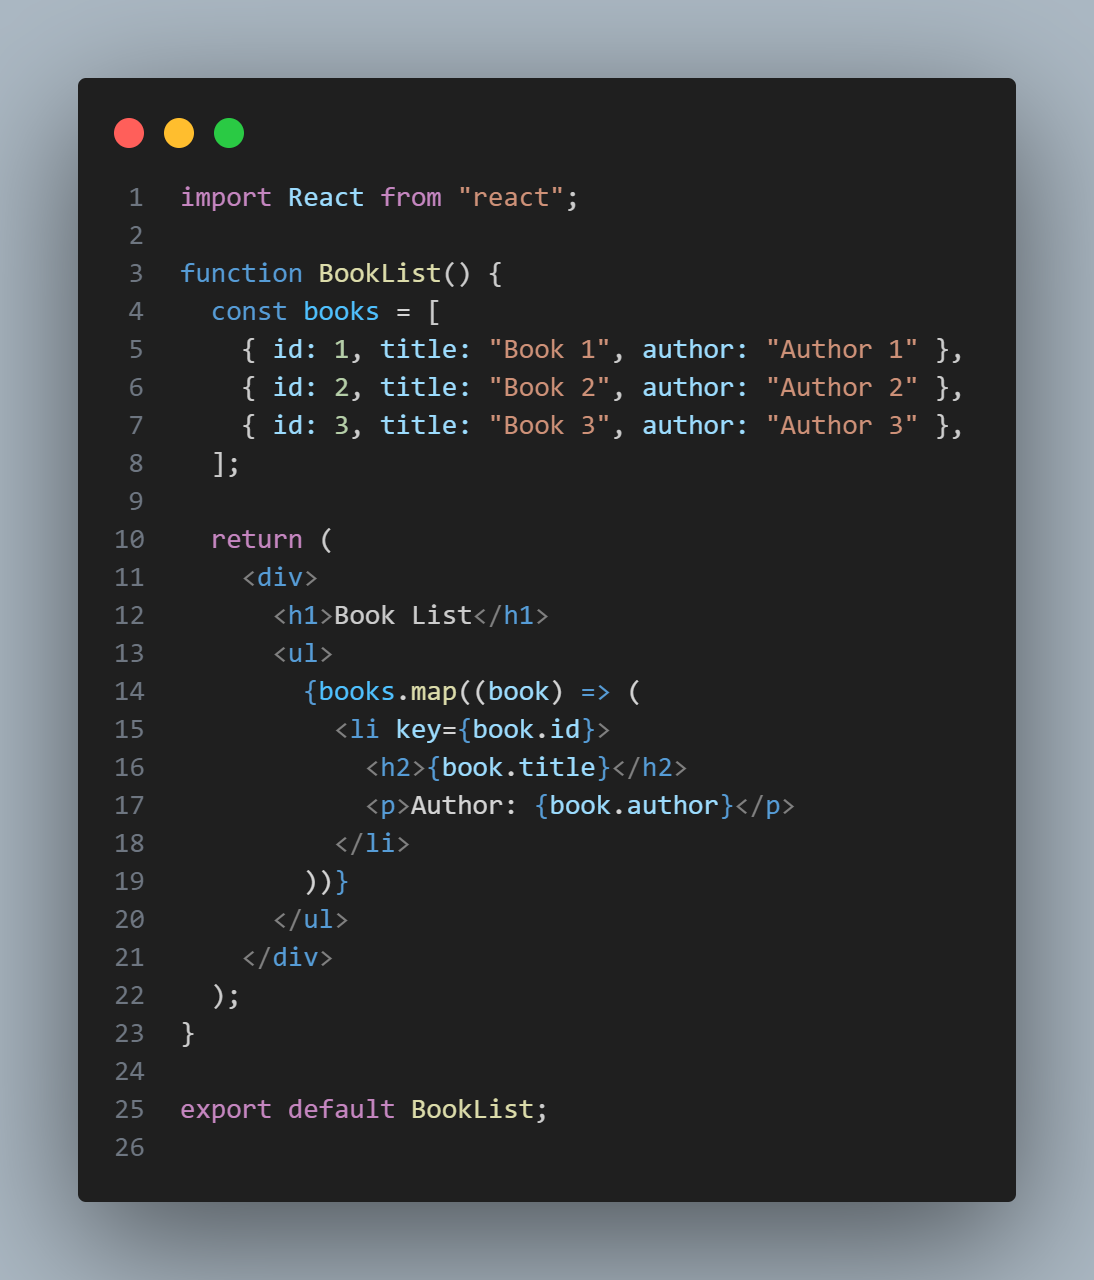 1 import React from "react";
2
3 function BookList() {
4   const books = [
5     { id: 1, title: "Book 1", author: "Author 1" },
6     { id: 2, title: "Book 2", author: "Author 2" },
7     { id: 3, title: "Book 3", author: "Author 3" },
8   ];
9
10   return (
11     <div>
12       <h1>Book List</h1>
13       <ul>
14         {books.map((book) => (
15           <li key={book.id}>
16             <h2>{book.title}</h2>
17             <p>Author: {book.author}</p>
18           </li>
19         ))}
20       </ul>
21     </div>
22   );
23 }
24
25 export default BookList;
26